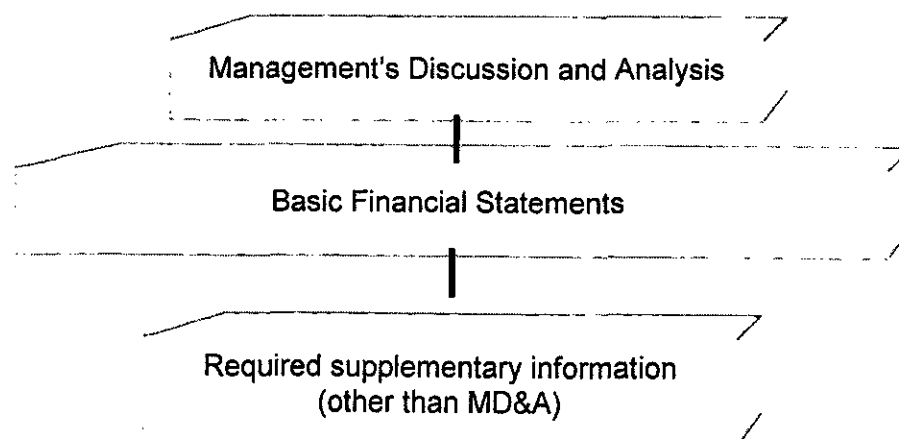 Management's Discussion and Analysis
Basic Financial Statements
Required supplementary information
(other than MD&A)